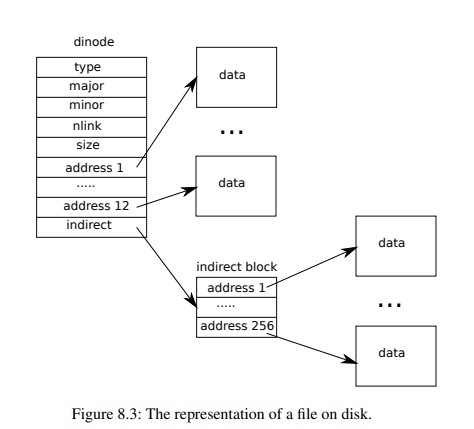 dinode
type
major
minor
nlink
size
address 1
.....
address 12
indirect
data
...
data
indirect block
address 1
.....
address 256
data
...
data
Figure 8.3: The representation of a file on disk.